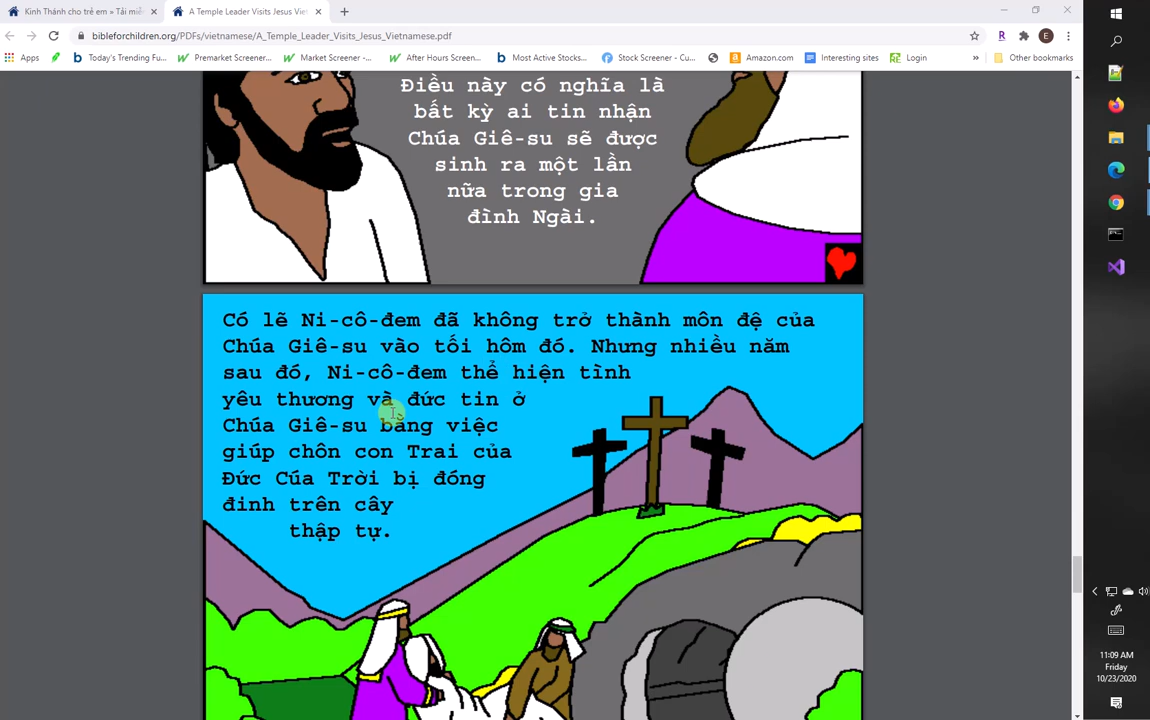 Kinh Thánh cho trẻ em » Tải miễn
A Temple Leader Visits Jesus Viet
bibleforchildren.org/PDFs/vietnamese/A_Temple_Leader_Visits_Jesus_Vietnamese.pdf
Apps
Today's Trending Fu...
Premarket Screener...
Market Screener -...
After Hours Screen...
Most Active Stocks...
Stock Screener - Cu...
Amazon.com
Interesting sites
Login
»
Other bookmarks
Điều này có nghĩa là
bất kỳ ai tin nhận
Chúa Giê-su sẽ được
sinh ra một lần
nữa trong gia
đình Ngài.
Có lẽ Ni-cô-đem đã không trở thành môn đệ của
Chúa Giê-su vào tối hôm đó. Nhưng nhiều năm
sau đó, Ni-cô-đem thể hiện tình
yêu thương và đức tin ở
Chúa Giê-su bằng việc
giúp chôn con Trai của
Đức Cúa Trời bị đóng
đinh trên cây
thập tự.
11:09 AM
Friday
10/23/2020